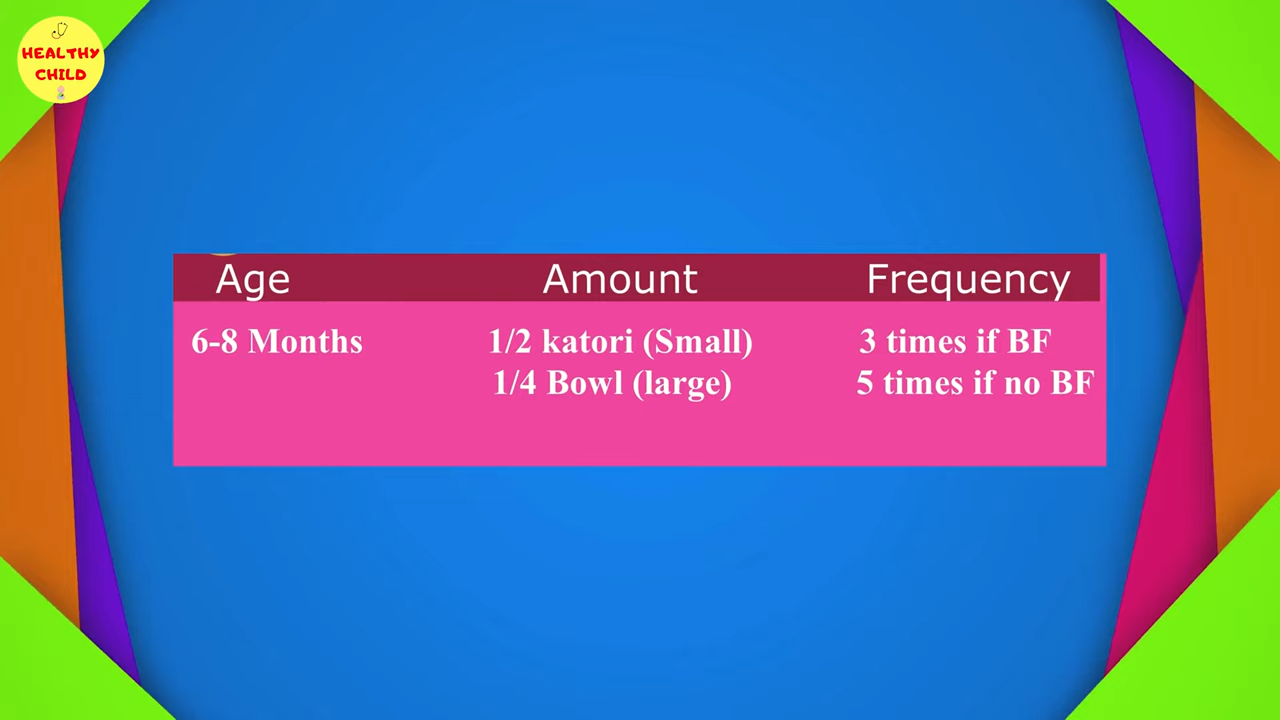 HEALTHY
CHILD
Age Amount Frequency
6-8 Months 1/2 katori (Small) 3 times if BF
1/4 Bowl (large) 5 times if no BF